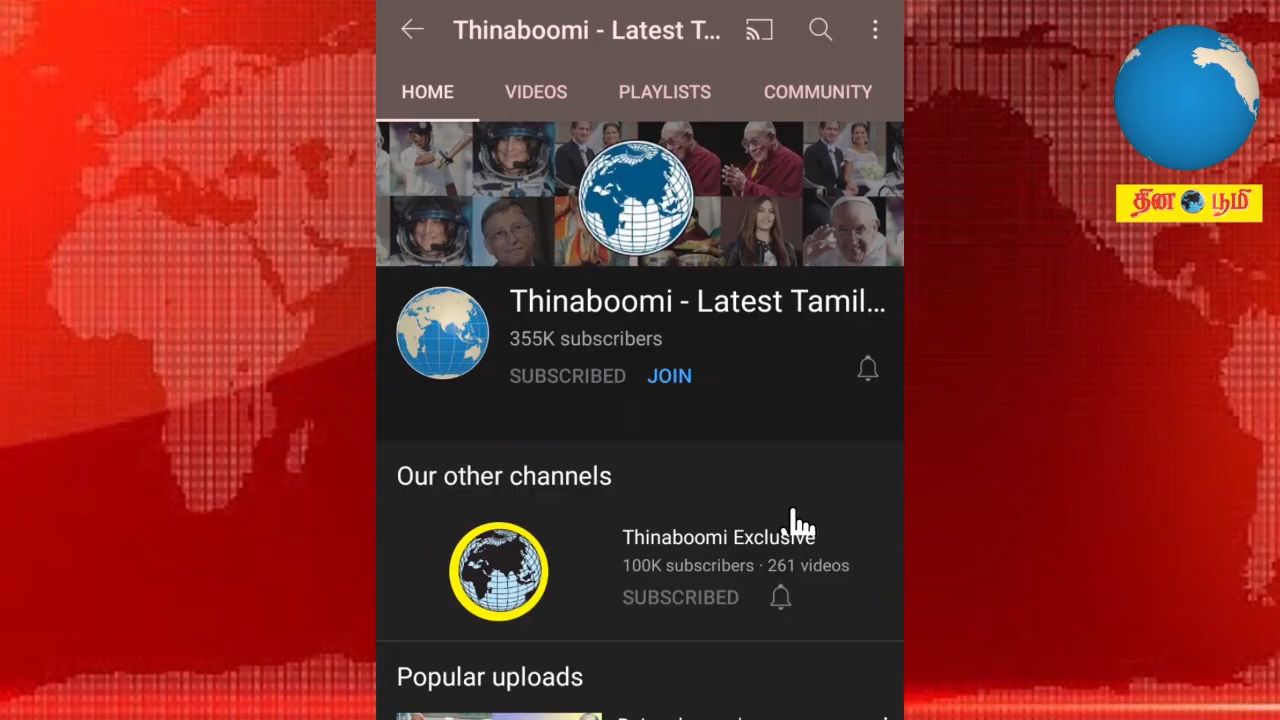 Thinaboomi - Latest T...
HOME VIDEOS PLAYLISTS COMMUNITY
தின பூமி
Thinaboomi - Latest Tamil...
355K subscribers
SUBSCRIBED JOIN
Our other channels
Thinaboomi Exclusive
100K subscribers · 261 videos
SUBSCRIBED
Popular uploads